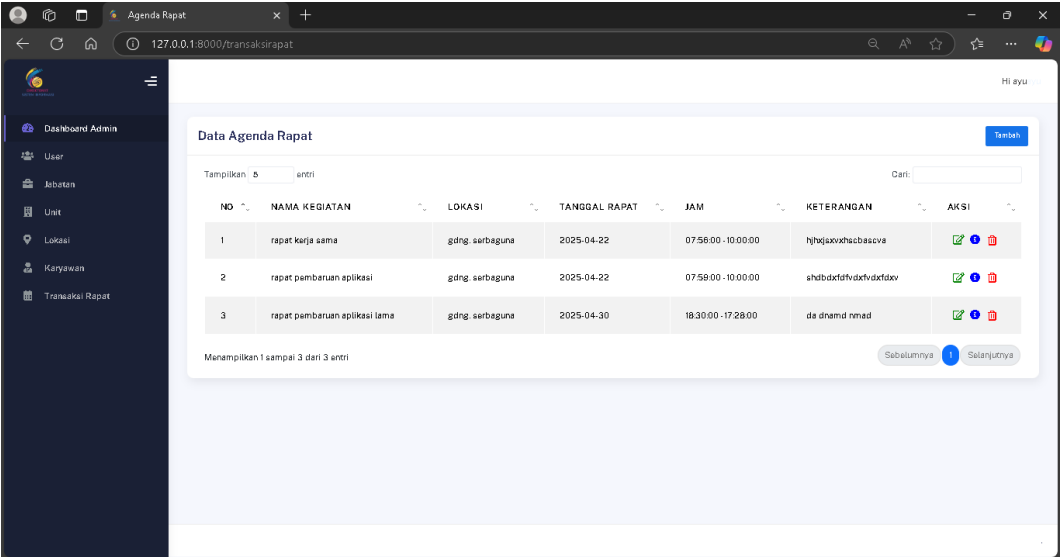 Agenda Rapat
127.0.0.1:8000/transaksirapat
Hi ayu
Dashboard Admin
User
Jabatan
Unit
Lokasi
Karyawan
Transaksi Rapat
Data Agenda Rapat
Tambah
Tampilkan 5 entri
Cari:
NO NAMA KEGIATAN LOKASI TANGGAL RAPAT JAM KETERANGAN AKSI
1 rapat kerja sama gdng. serbaguna 2025-04-22 07:56:00 - 10:00:00 hjhxjsxvxhscbascva
2 rapat pembaruan aplikasi gdng. serbaguna 2025-04-22 07:59:00 - 10:00:00 shdbdxfdfvdxfvdxfdxv
3 rapat pembaruan aplikasi lama gdng. serbaguna 2025-04-30 18:30:00 - 17:28:00 da dnamd nmad
Menampilkan 1 sampai 3 dari 3 entri
Sebelumnya 1 Selanjutnya